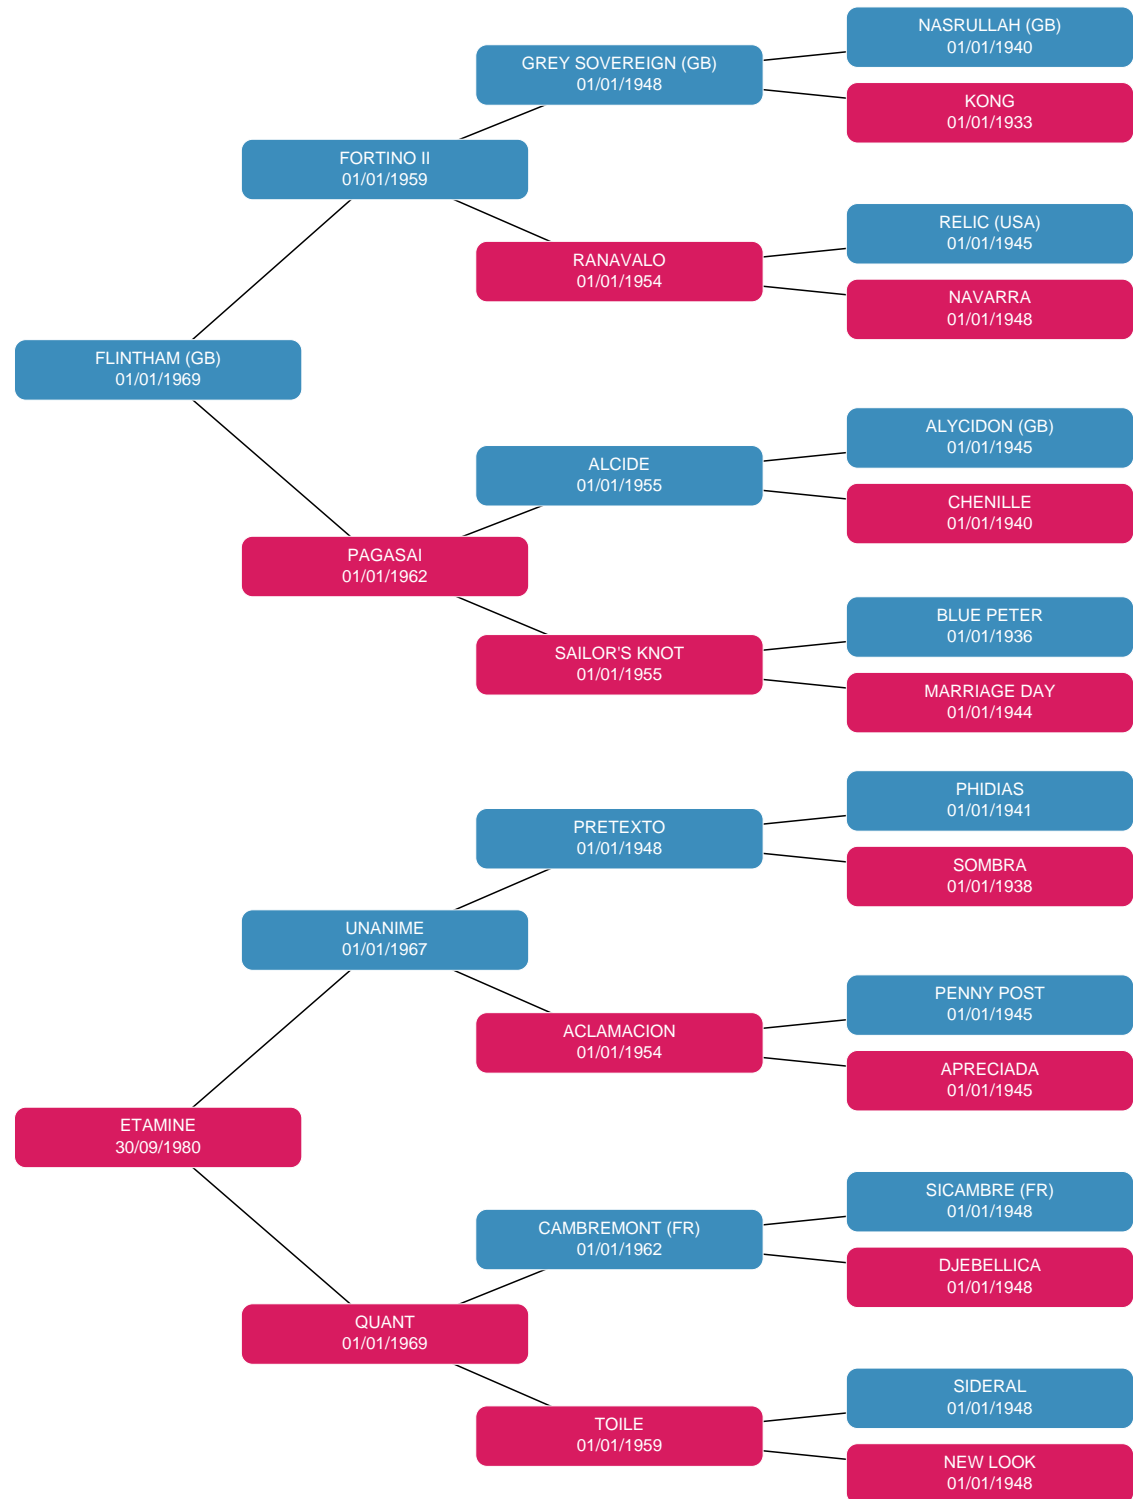 NASRULLAH (GB)
01/01/1940
GREY SOVEREIGN (GB)
01/01/1948
KONG
01/01/1933
FORTINO II
01/01/1959
RELIC (USA)
01/01/1945
RANAVALO
01/01/1954
NAVARRA
01/01/1948
FLINTHAM (GB)
01/01/1969
ALYCIDON (GB)
01/01/1945
ALCIDE
01/01/1955
CHENILLE
01/01/1940
PAGASAI
01/01/1962
BLUE PETER
01/01/1936
SAILOR'S KNOT
01/01/1955
MARRIAGE DAY
01/01/1944
PHIDIAS
01/01/1941
PRETEXTO
01/01/1948
SOMBRA
01/01/1938
UNANIME
01/01/1967
PENNY POST
01/01/1945
ACLAMACION
01/01/1954
APRECIADA
01/01/1945
ETAMINE
30/09/1980
SICAMBRE (FR)
01/01/1948
CAMBREMONT (FR)
01/01/1962
DJEBELLICA
01/01/1948
QUANT
01/01/1969
SIDERAL
01/01/1948
TOILE
01/01/1959
NEW LOOK
01/01/1948